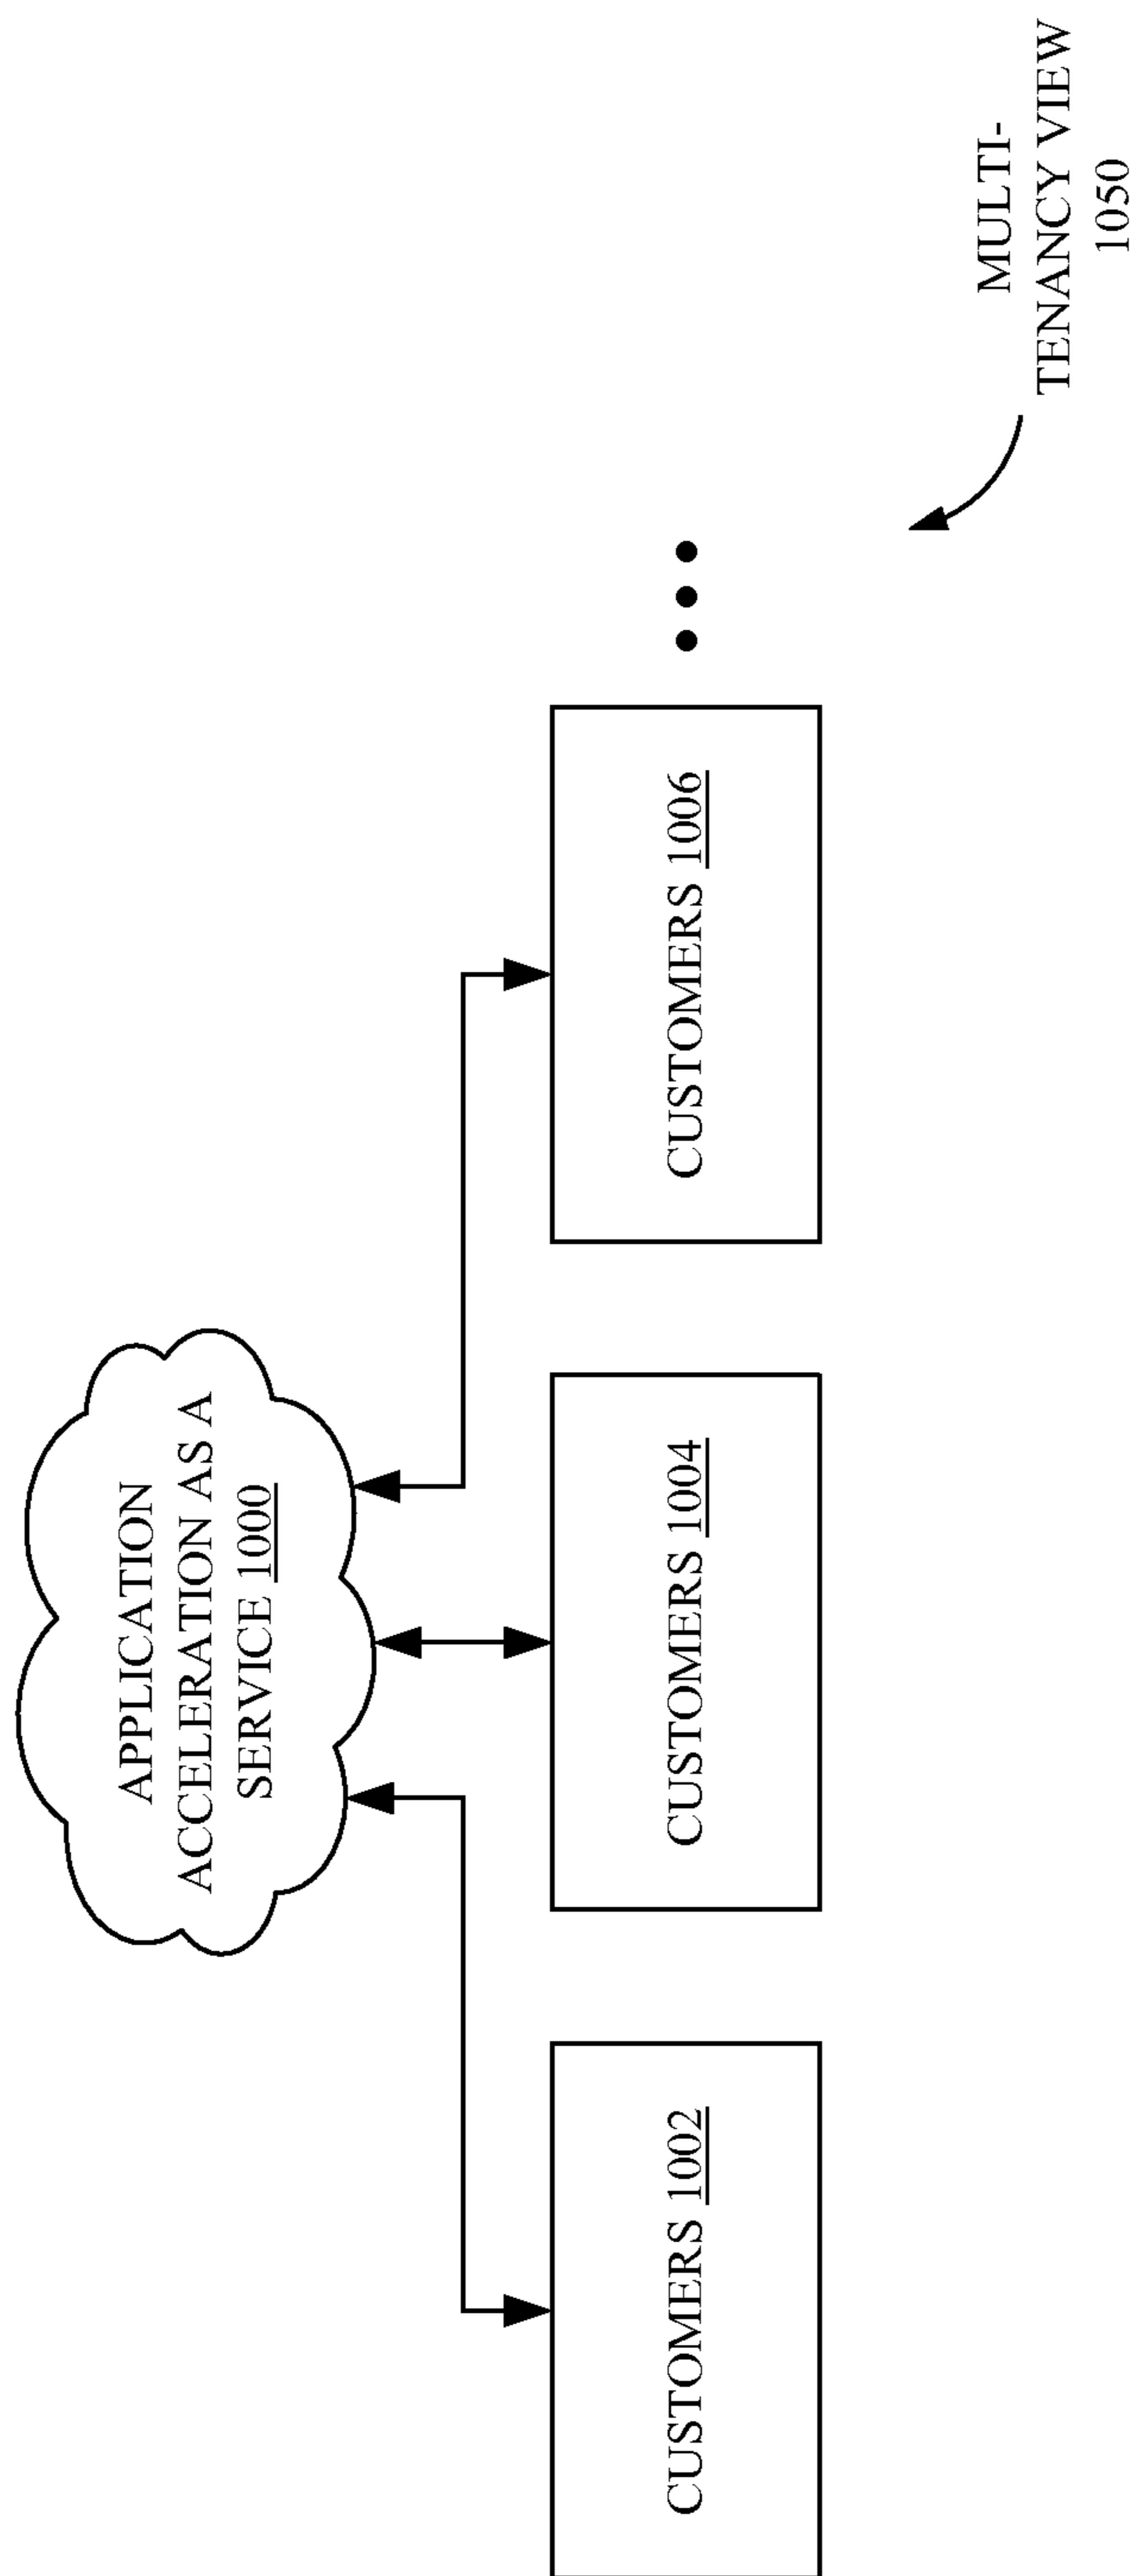 APPLICATION
ACCELERATION AS A
SERVICE 1000
CUSTOMERS 1002
CUSTOMERS 1004
CUSTOMERS 1006
MULTI-
TENANCY VIEW
1050